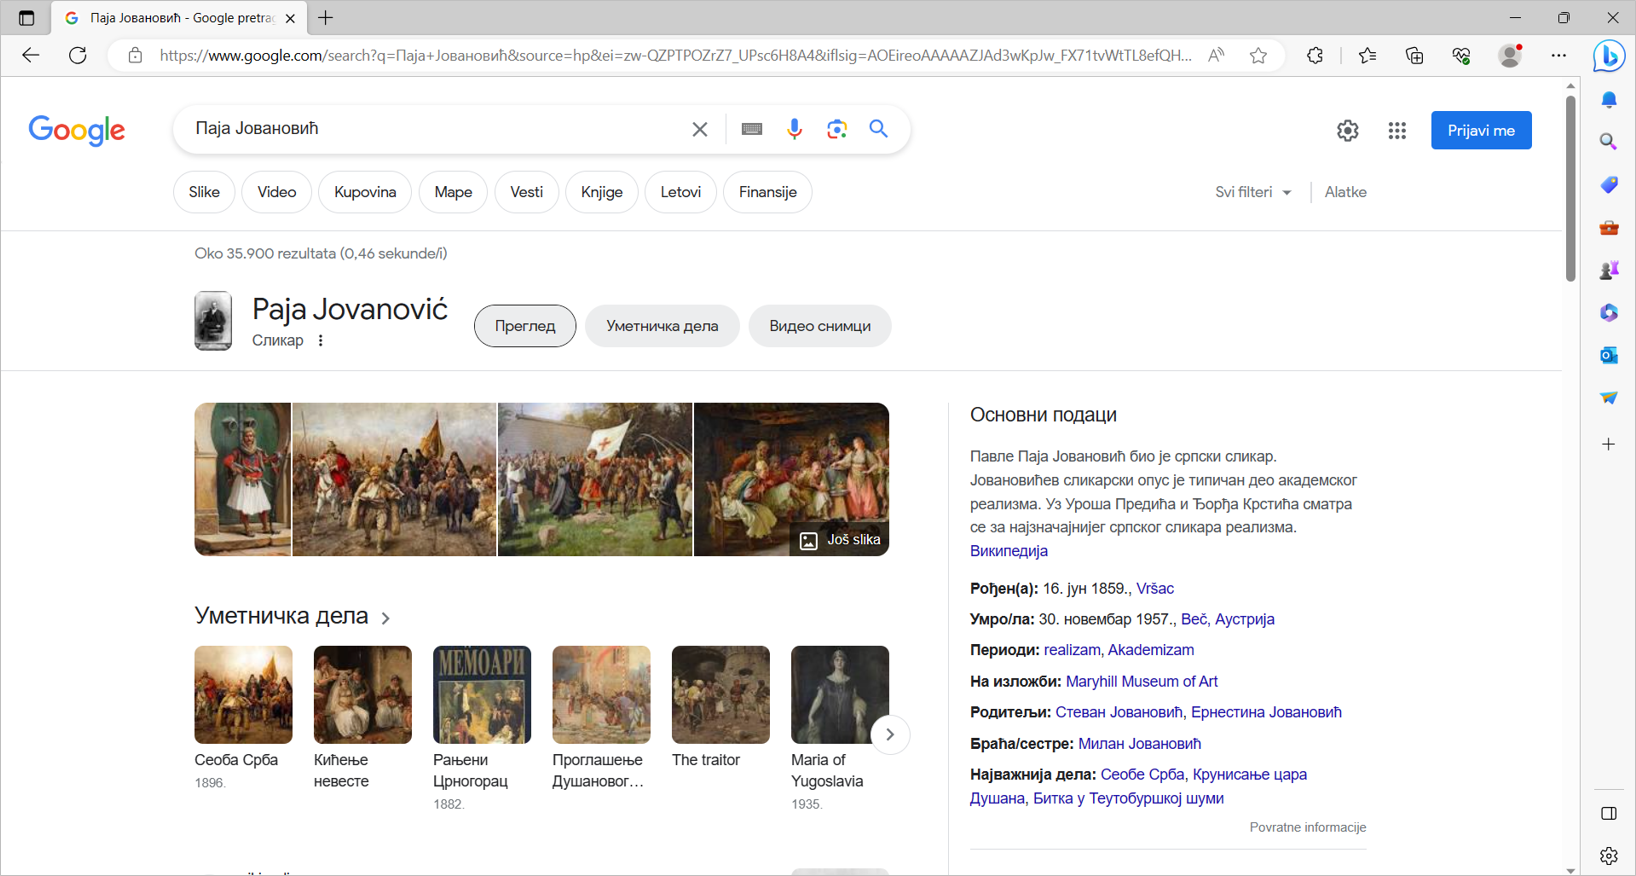 Паја Јовановић - Google pretrag
https://www.google.com/search?q=Паја+Јовановић&source=hp&ei=zw-QZPTPOZrZ7_UPsc6H8A4&iflsig=AOEireoAAAAAZJAd3wKpJw_FX71tvWtTL8efQH...
Google
Паја Јовановић
Prijavi me
Slike
Video
Kupovina
Mape
Vesti
Knjige
Letovi
Finansije
Svi filteri
Alatke
Oko 35.900 rezultata (0,46 sekunde/i)
Paja Jovanović
Сликар
Преглед
Уметничка дела
Видео снимци
Još slika
Уметничка дела
Сеоба Срба
1896.
Кићење
невесте
МЕМОАРИ
Рањени
Црногорац
1882.
Проглашење
Душановог...
The traitor
Maria of
Yugoslavia
1935.
Основни подаци
Павле Паја Јовановић био је српски сликар.
Јовановићев сликарски опус је типичан део академског
реализма. Уз Уроша Предића и Ђорђа Крстића сматра
се за најзначајнијег српског сликара реализма.
Википедија
Рођен(а): 16. јун 1859., Vršac
Умро/ла: 30. новембар 1957., Беч, Аустрија
Периоди: realizam, Akademizam
На изложби: Maryhill Museum of Art
Родитељи: Стеван Јовановић, Ернестина Јовановић
Браћа/сестре: Милан Јовановић
Најважнија дела: Сеобе Срба, Крунисање цара
Душана, Битка у Теутобуршкој шуми
Povratne informacije